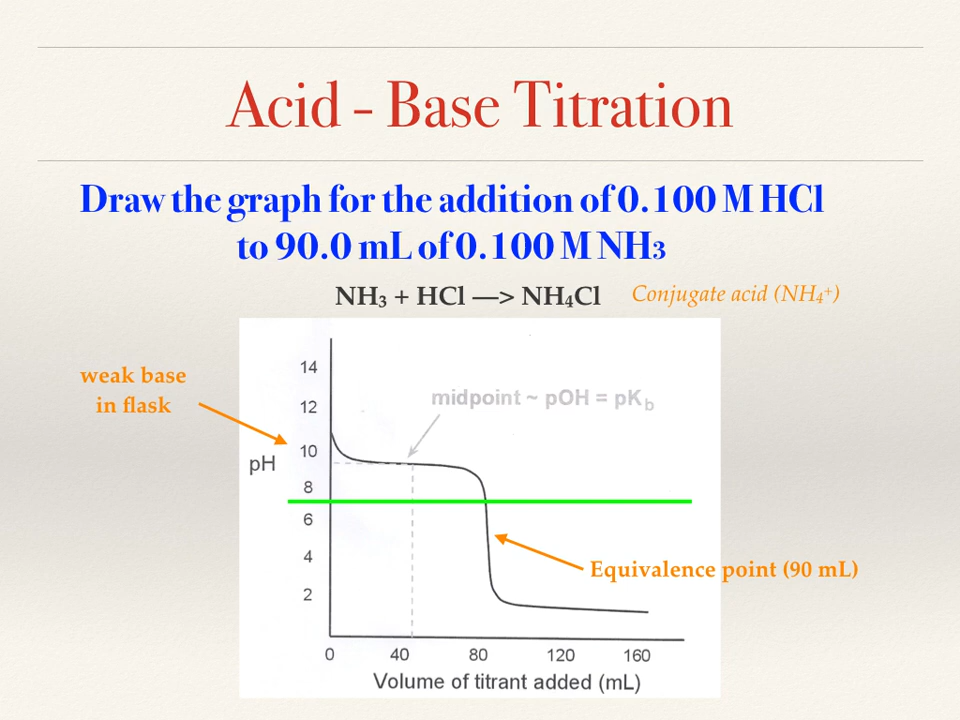 Acid - Base Titration
Draw the graph for the addition of 0.100 M HCl
to 90.0 mL of 0.100 M NH₃
NH₃ + HCl —> NH₄Cl
Conjugate acid (NH₄⁺)
weak base
in flask
midpoint ~ pOH = pK b
pH
14
12
10
8
6
4
2
Equivalence point (90 mL)
0 40 80 120 160
Volume of titrant added (mL)